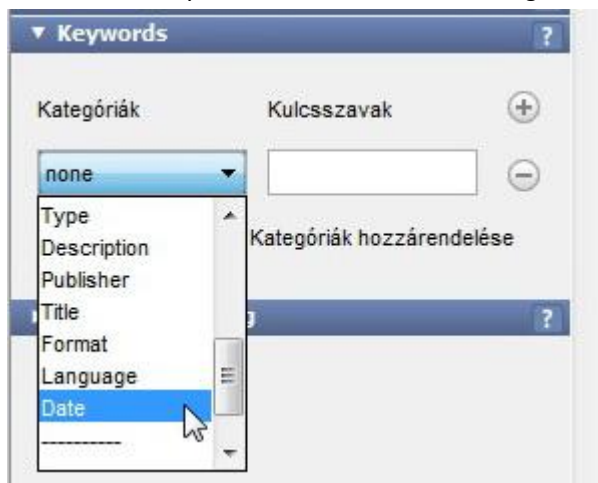 ▼ Keywords ?
Kategóriák Kulcsszavak +
none −
Type
Description
Kategóriák hozzárendelése
Publisher
Title
g ?
Format
Language
Date
----------